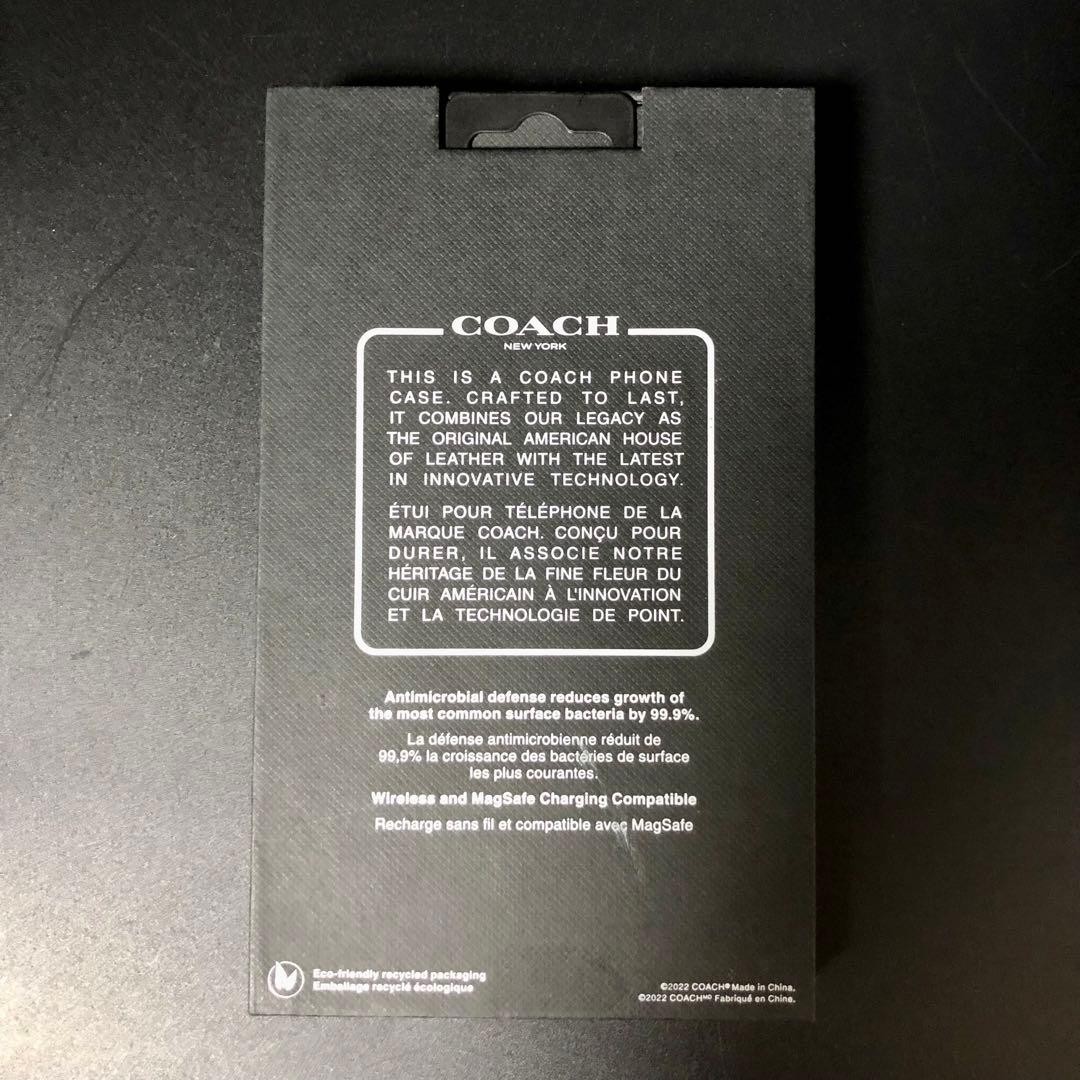 COACH
NEW YORK
THIS IS A COACH PHONE
CASE. CRAFTED TO LAST,
IT COMBINES OUR LEGACY AS
THE ORIGINAL AMERICAN HOUSE
OF LEATHER WITH THE LATEST
IN INNOVATIVE TECHNOLOGY.
ÉTUI POUR TÉLÉPHONE DE LA
MARQUE COACH. CONÇU POUR
DURER, IL ASSOCIE NOTRE
HÉRITAGE DE LA FINE FLEUR DU
CUIR AMÉRICAIN À L'INNOVATION
ET LA TECHNOLOGIE DE POINT.
Antimicrobial defense reduces growth of
the most common surface bacteria by 99.9%.
La défense antimicrobienne réduit de
99,9% la croissance des bactéries de surface
les plus courantes.
Wireless and MagSafe Charging Compatible
Recharge sans fil et compatible avec MagSafe
Eco-friendly recycled packaging
Emballage recyclé écologique
©2022 COACH® Made in China.
©2022 COACHᴹᴰ Fabriqué en Chine.